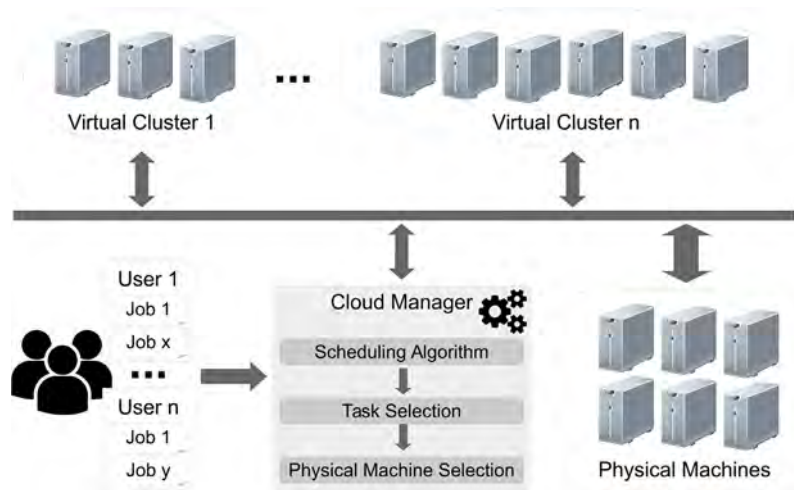 Virtual Cluster 1
...
Virtual Cluster n
User 1
Job 1
Job x
...
User n
Job 1
Job y
Cloud Manager
Scheduling Algorithm
Task Selection
Physical Machine Selection
Physical Machines